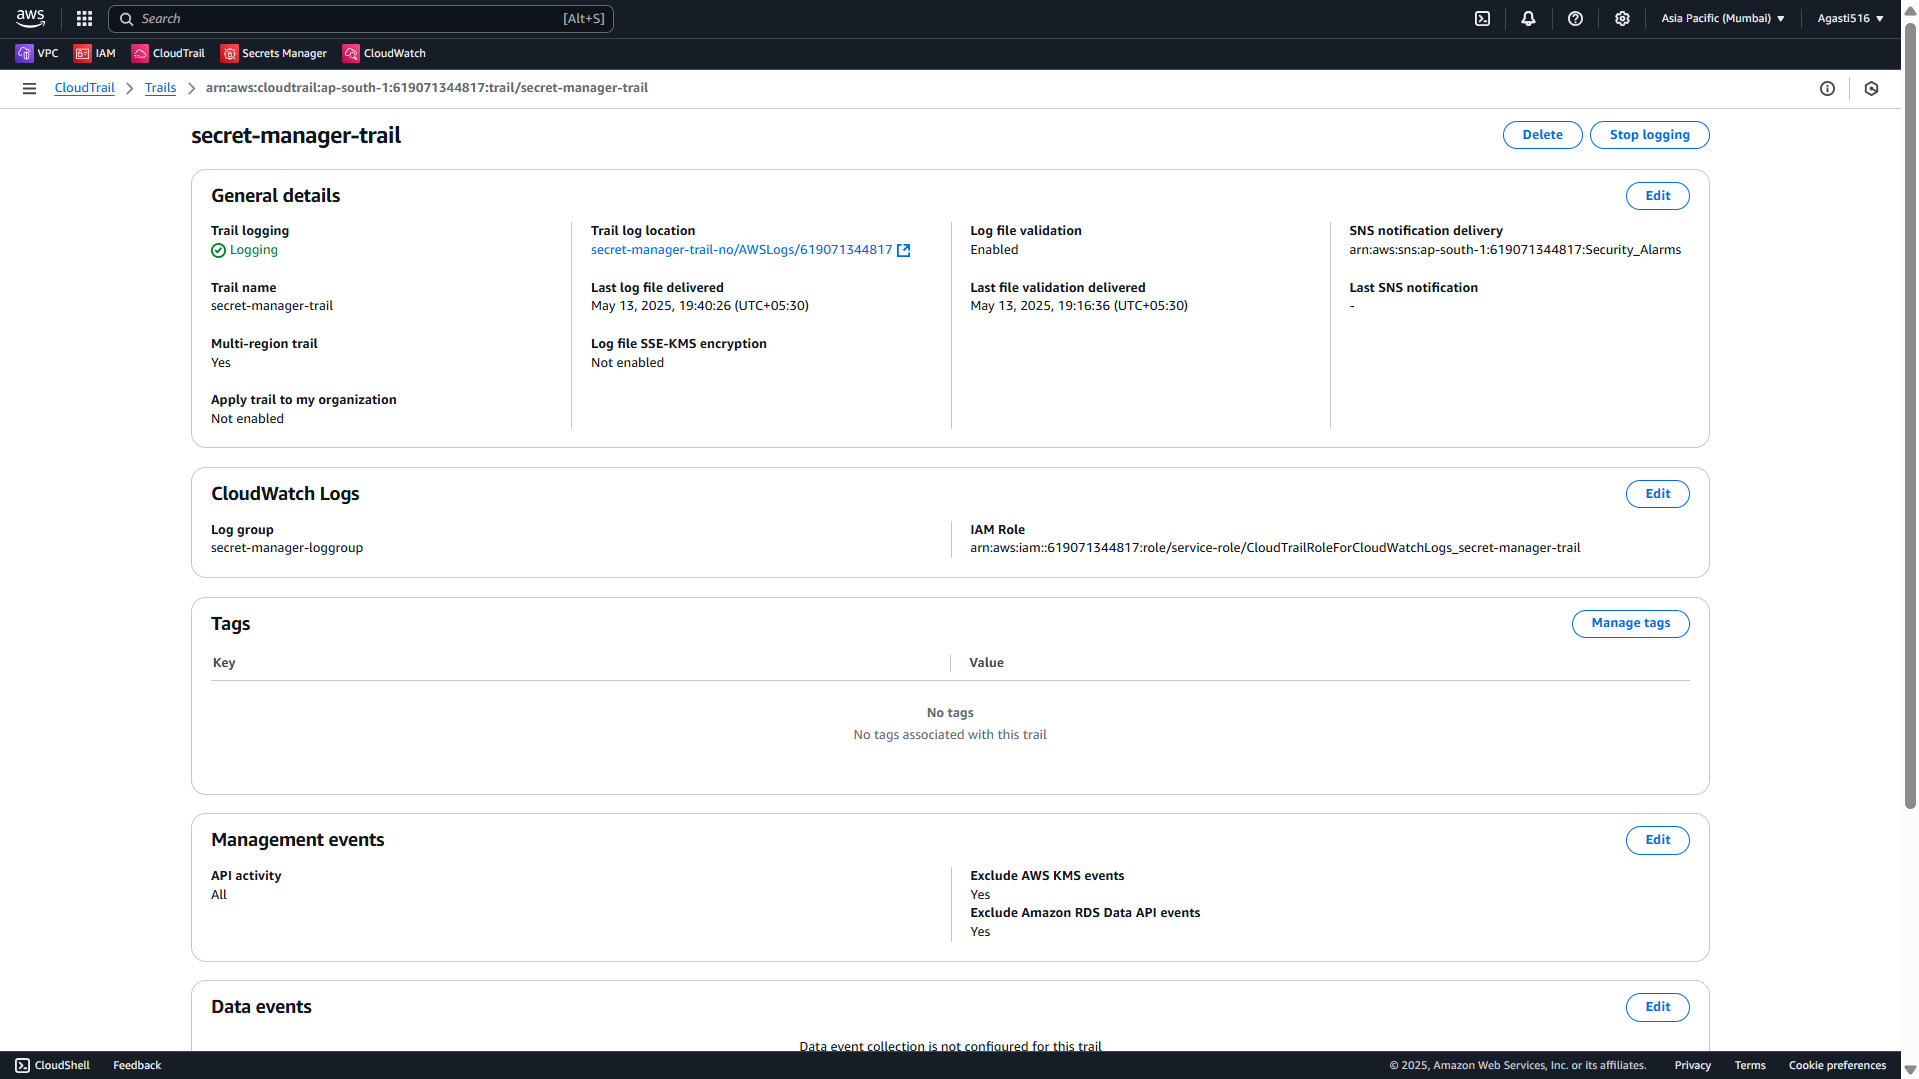 aws
Search [Alt+S]
Asia Pacific (Mumbai) Agasti516
VPC IAM CloudTrail Secrets Manager CloudWatch
CloudTrail Trails arn:aws:cloudtrail:ap-south-1:619071344817:trail/secret-manager-trail
secret-manager-trail
Delete Stop logging
General details
Edit
Trail logging
Logging
Trail name
secret-manager-trail
Multi-region trail
Yes
Apply trail to my organization
Not enabled
Trail log location
secret-manager-trail-no/AWSLogs/619071344817
Last log file delivered
May 13, 2025, 19:40:26 (UTC+05:30)
Log file SSE-KMS encryption
Not enabled
Log file validation
Enabled
Last file validation delivered
May 13, 2025, 19:16:36 (UTC+05:30)
SNS notification delivery
arn:aws:sns:ap-south-1:619071344817:Security_Alarms
Last SNS notification
-
CloudWatch Logs
Edit
Log group
secret-manager-loggroup
IAM Role
arn:aws:iam::619071344817:role/service-role/CloudTrailRoleForCloudWatchLogs_secret-manager-trail
Tags
Manage tags
Key Value
No tags
No tags associated with this trail
Management events
Edit
API activity
All
Exclude AWS KMS events
Yes
Exclude Amazon RDS Data API events
Yes
Data events
Edit
Data event collection is not configured for this trail
CloudShell Feedback
© 2025, Amazon Web Services, Inc. or its affiliates. Privacy Terms Cookie preferences